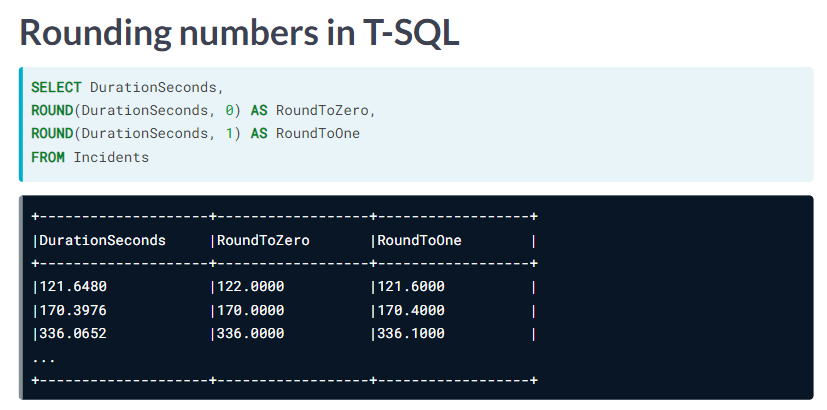 Rounding numbers in T-SQL
SELECT DurationSeconds,
ROUND(DurationSeconds, 0) AS RoundToZero,
ROUND(DurationSeconds, 1) AS RoundToOne
FROM Incidents
+--------------------+------------------+------------------+
|DurationSeconds     |RoundToZero       |RoundToOne        |
+--------------------+------------------+------------------+
|121.6480            |122.0000          |121.6000          |
|170.3976            |170.0000          |170.4000          |
|336.0652            |336.0000          |336.1000          |
...
+--------------------+------------------+------------------+